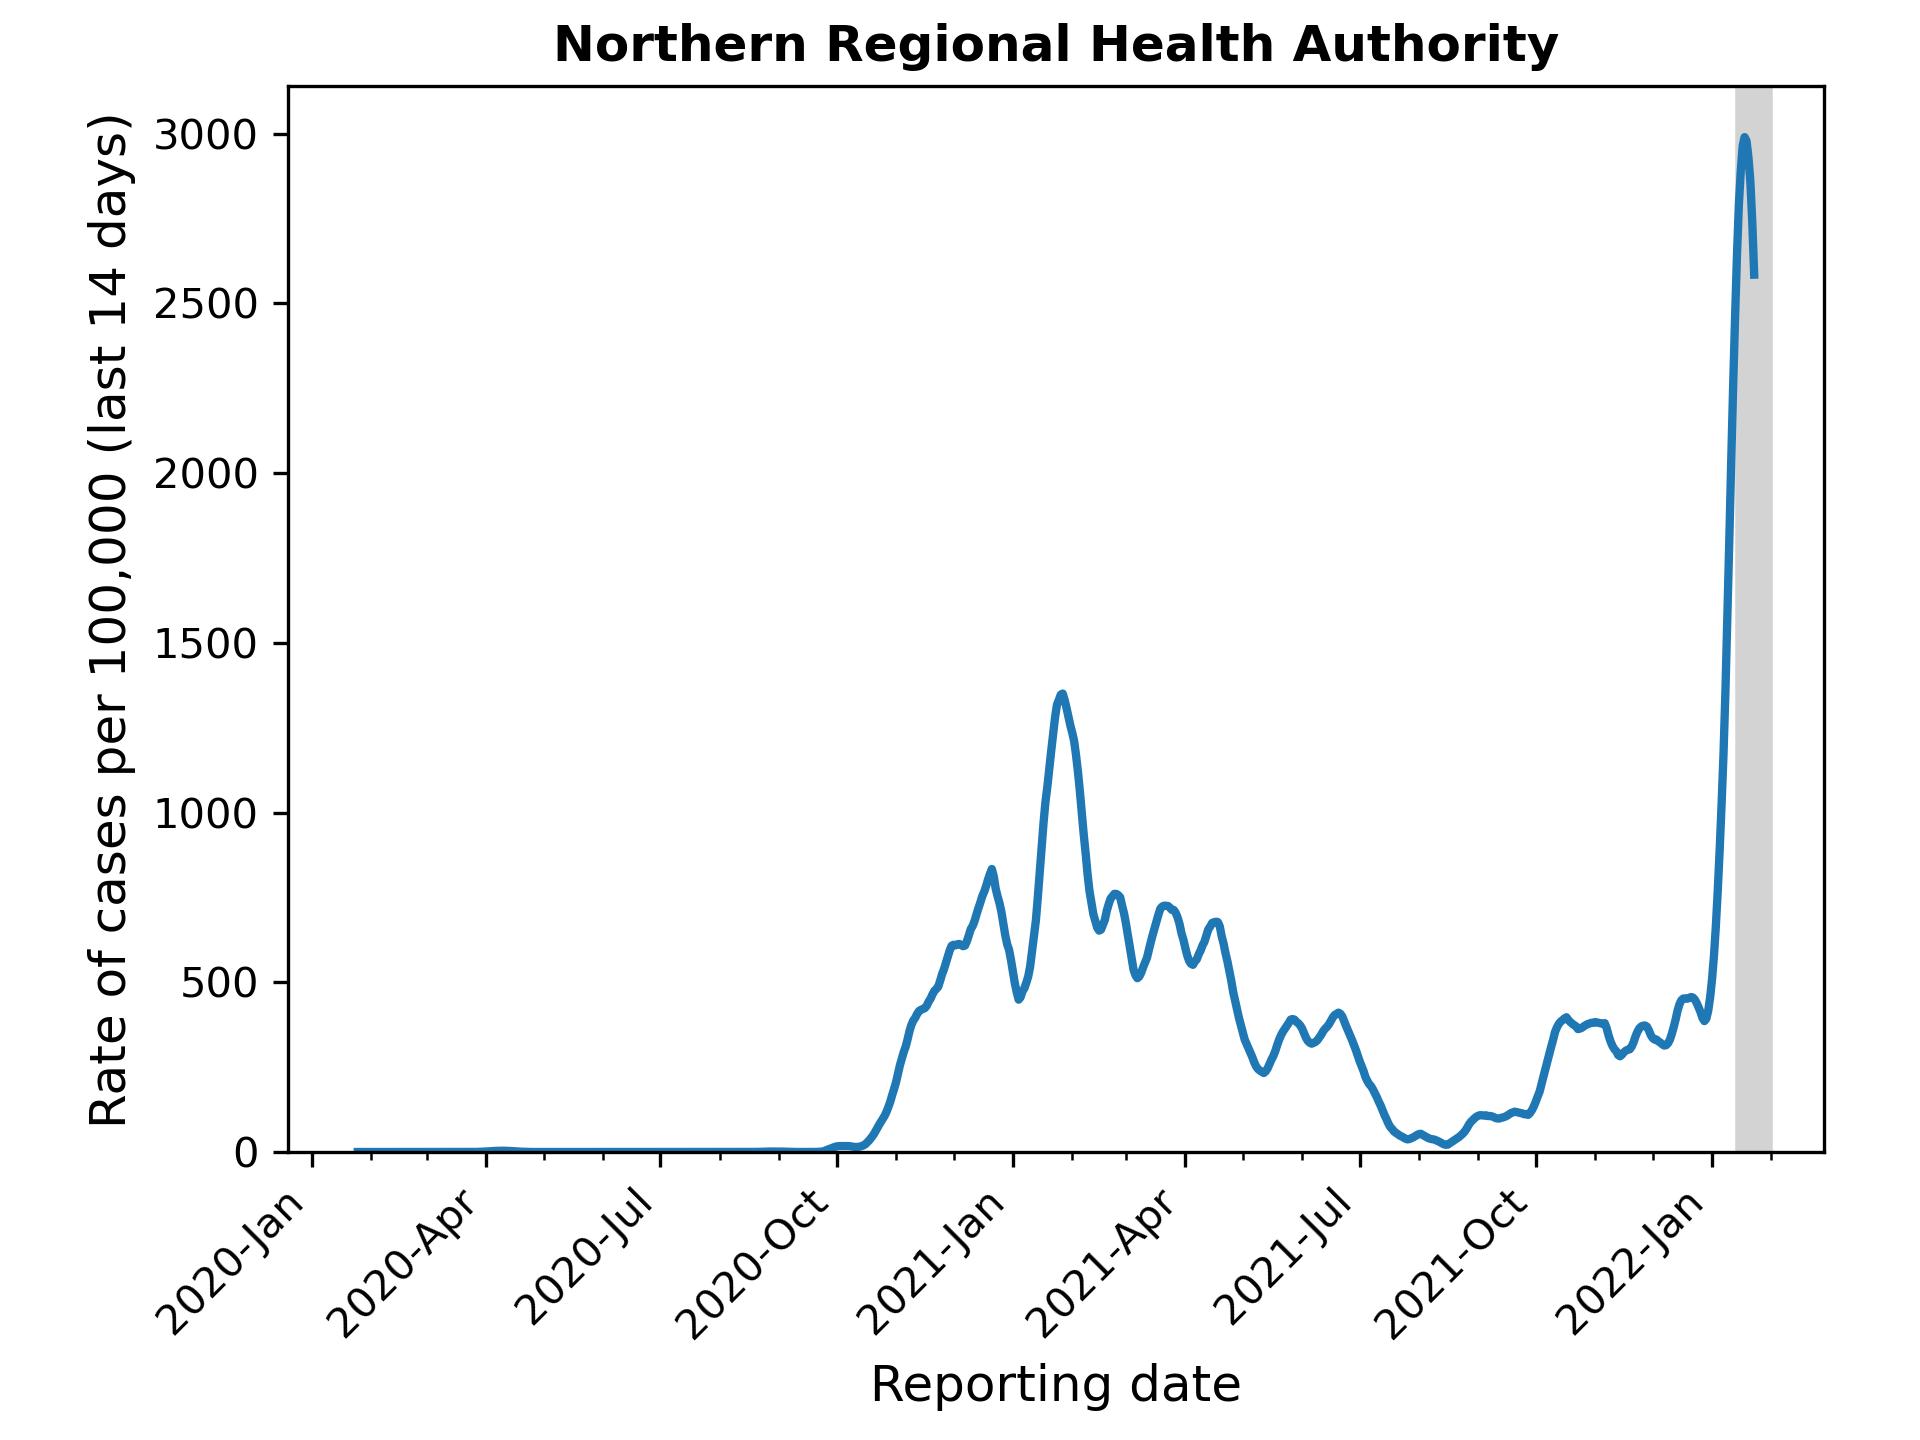 Northern Regional Health Authority
Rate of cases per 100,000 (last 14 days)
3000
2500
2000
1500
1000
500
0
2020-Jan
2020-Apr
2020-Jul
2020-Oct
2021-Jan
2021-Apr
2021-Jul
2021-Oct
2022-Jan
Reporting date